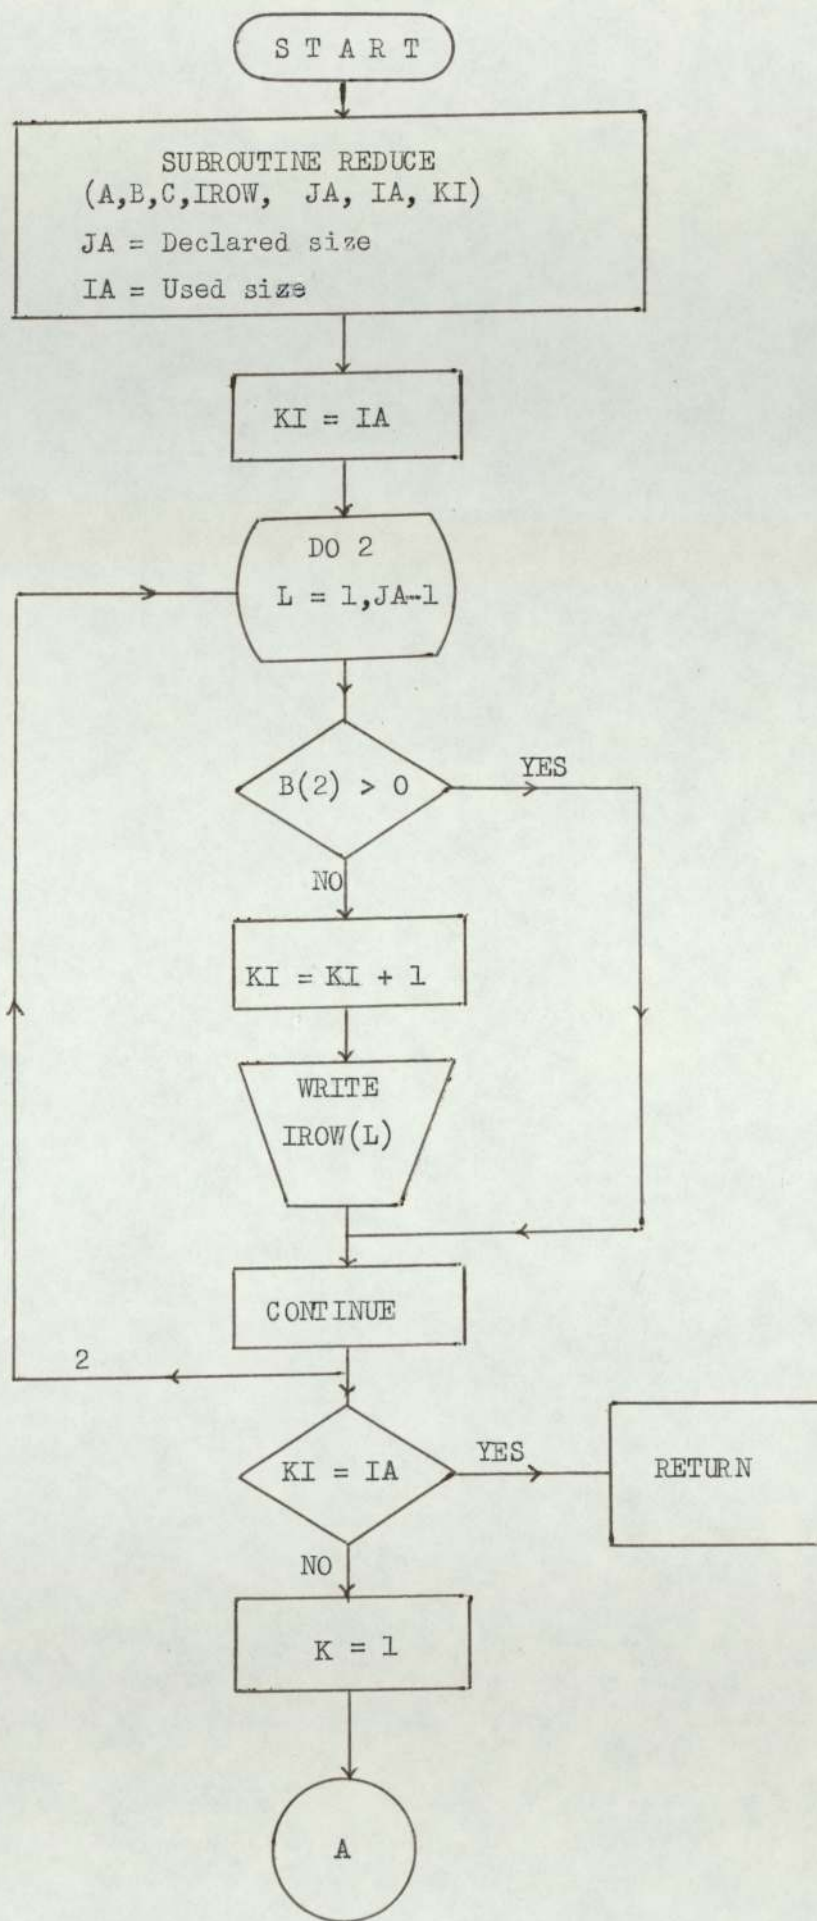 S T A R T
SUBROUTINE REDUCE
(A,B,C,IROW, JA, IA, KI)
JA = Declared size
IA = Used size
KI = IA
DO 2
L = 1,JA-1
B(2) > 0
YES
NO
KI = KI + 1
WRITE
IROW(L)
CONTINUE
2
KI = IA
YES
RETURN
NO
K = 1
A